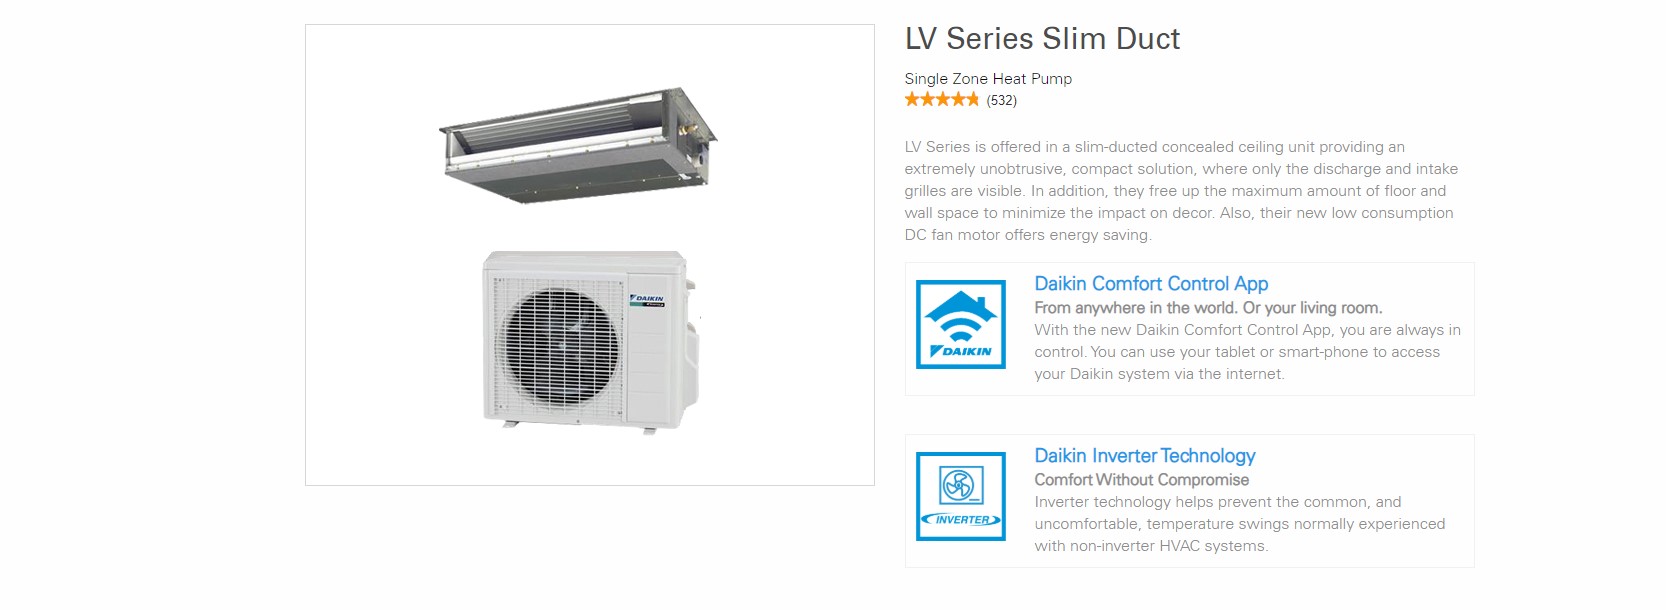 LV Series Slim Duct
Single Zone Heat Pump
(532)
LV Series is offered in a slim-ducted concealed ceiling unit providing an
extremely unobtrusive, compact solution, where only the discharge and intake
grilles are visible. In addition, they free up the maximum amount of floor and
wall space to minimize the impact on decor. Also, their new low consumption
DC fan motor offers energy saving.
DAIKIN
DAIKIN
Daikin Comfort Control App
From anywhere in the world. Or your living room.
With the new Daikin Comfort Control App, you are always in
control. You can use your tablet or smart-phone to access
your Daikin system via the internet.
INVERTER
Daikin Inverter Technology
Comfort Without Compromise
Inverter technology helps prevent the common, and
uncomfortable, temperature swings normally experienced
with non-inverter HVAC systems.